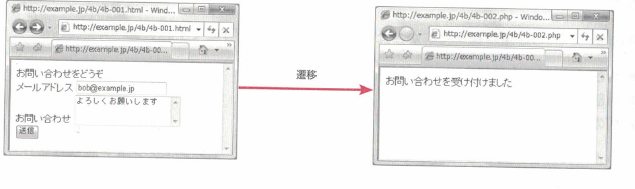 http://example.jp/4b/4b-001.html - Wind...
http://example.jp/4b/4b-001.html
http://example.jp/4b/4b-00...
お問い合わせをどうぞ
メールアドレス bob@example.jp
よろしくお願いします
お問い合わせ
送信
遷移
http://example.jp/4b/4b-002.php - Windo...
http://example.jp/4b/4b-002.php
http://example.jp/4b/4b-00...
お問い合わせを受け付けました